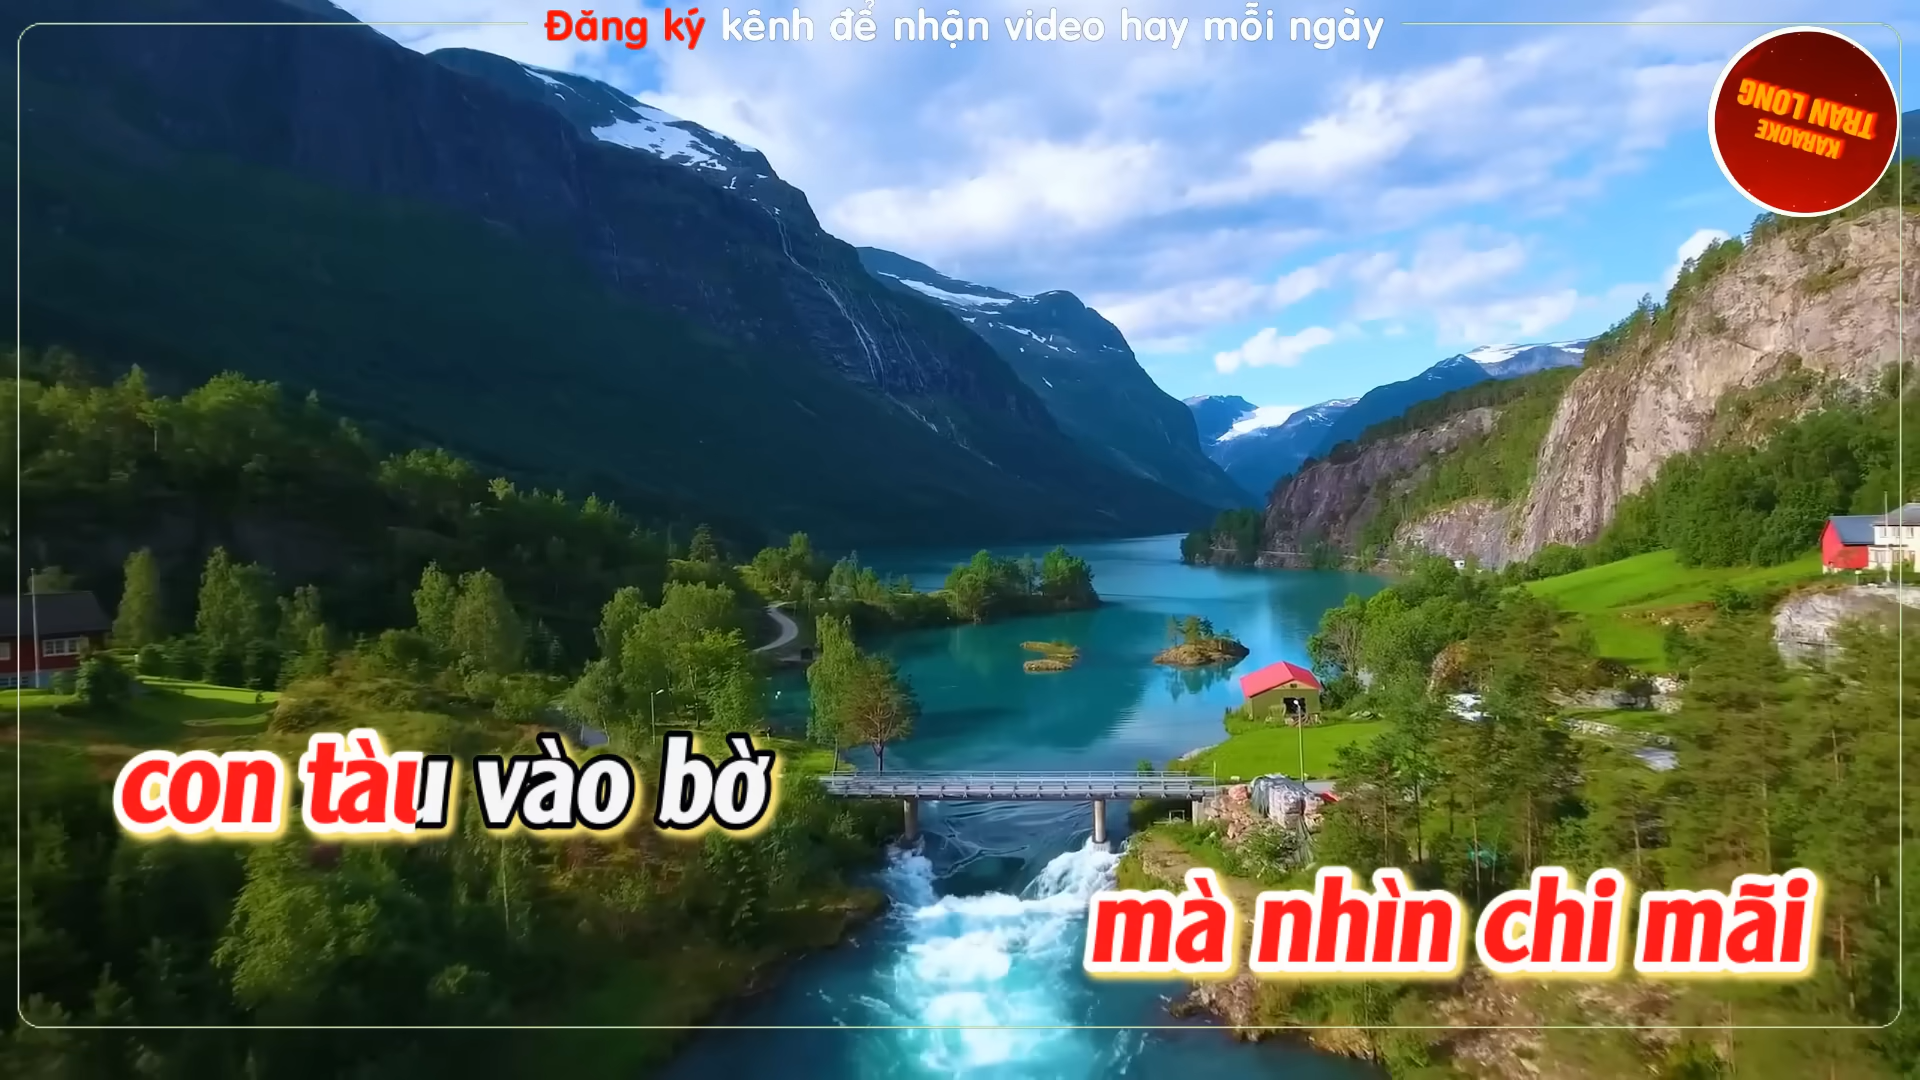 Đăng ký kênh để nhận video hay mỗi ngày
KARAOKE
TRAN LONG
con tàu vào bờ
mà nhìn chi mãi